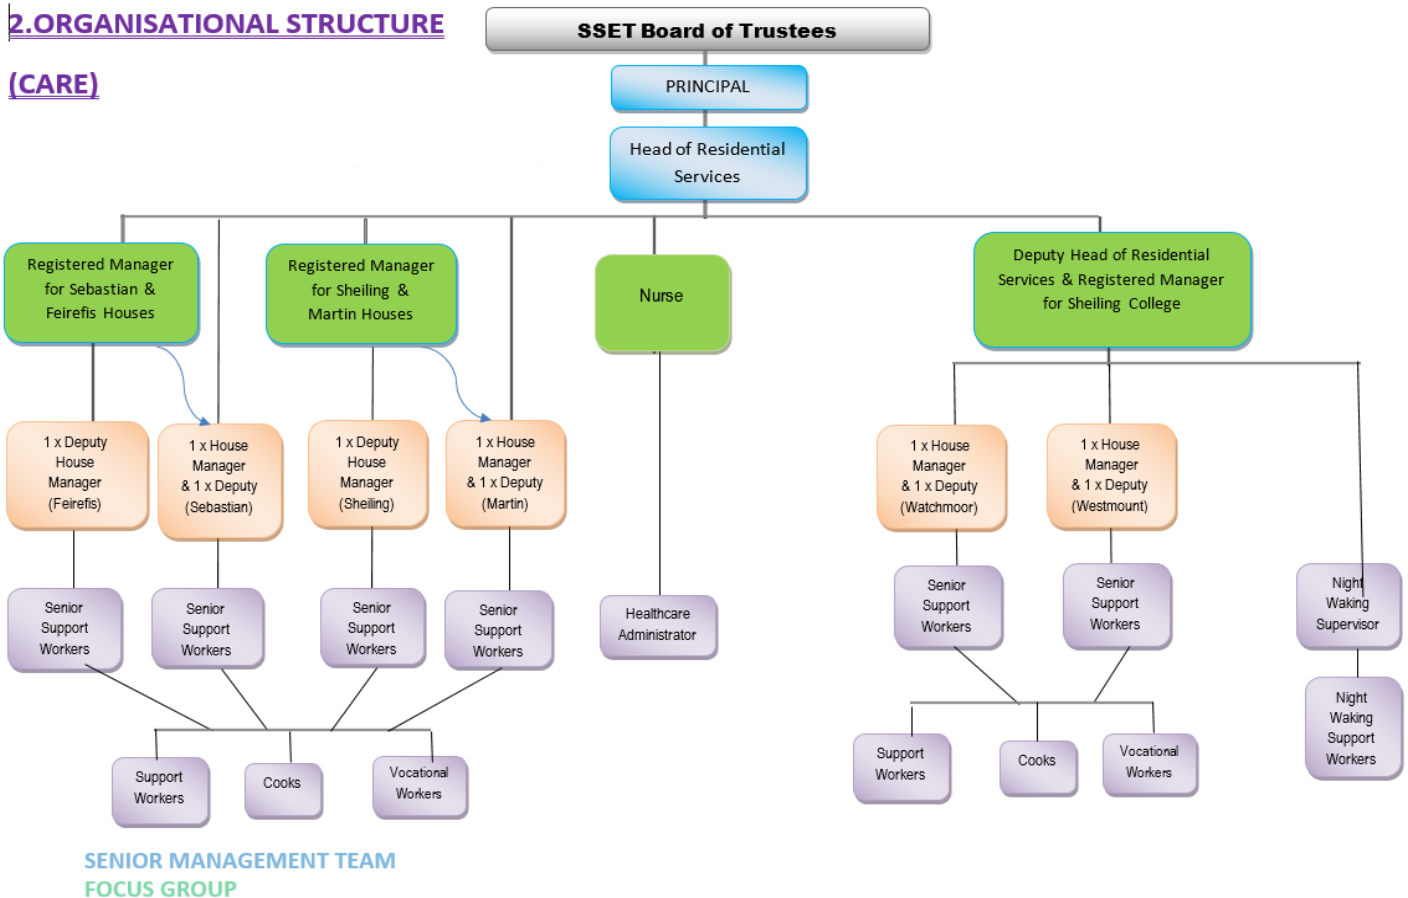 2.ORGANISATIONAL STRUCTURE
(CARE)
SSET Board of Trustees
PRINCIPAL
Head of Residential
Services
Registered Manager
for Sebastian &
Feirefis Houses
Registered Manager
for Sheiling &
Martin Houses
Nurse
Deputy Head of Residential
Services & Registered Manager
for Sheiling College
1 x Deputy
House
Manager
(Feirefis)
1 x House
Manager
& 1 x Deputy
(Sebastian)
1 x Deputy
House
Manager
(Sheiling)
1 x House
Manager
& 1 x Deputy
(Martin)
1 x House
Manager
& 1 x Deputy
(Watchmoor)
1 x House
Manager
& 1 x Deputy
(Westmount)
Senior
Support
Workers
Senior
Support
Workers
Senior
Support
Workers
Senior
Support
Workers
Healthcare
Administrator
Senior
Support
Workers
Senior
Support
Workers
Night
Waking
Supervisor
Support
Workers
Cooks
Vocational
Workers
Support
Workers
Cooks
Vocational
Workers
Night
Waking
Support
Workers
SENIOR MANAGEMENT TEAM
FOCUS GROUP